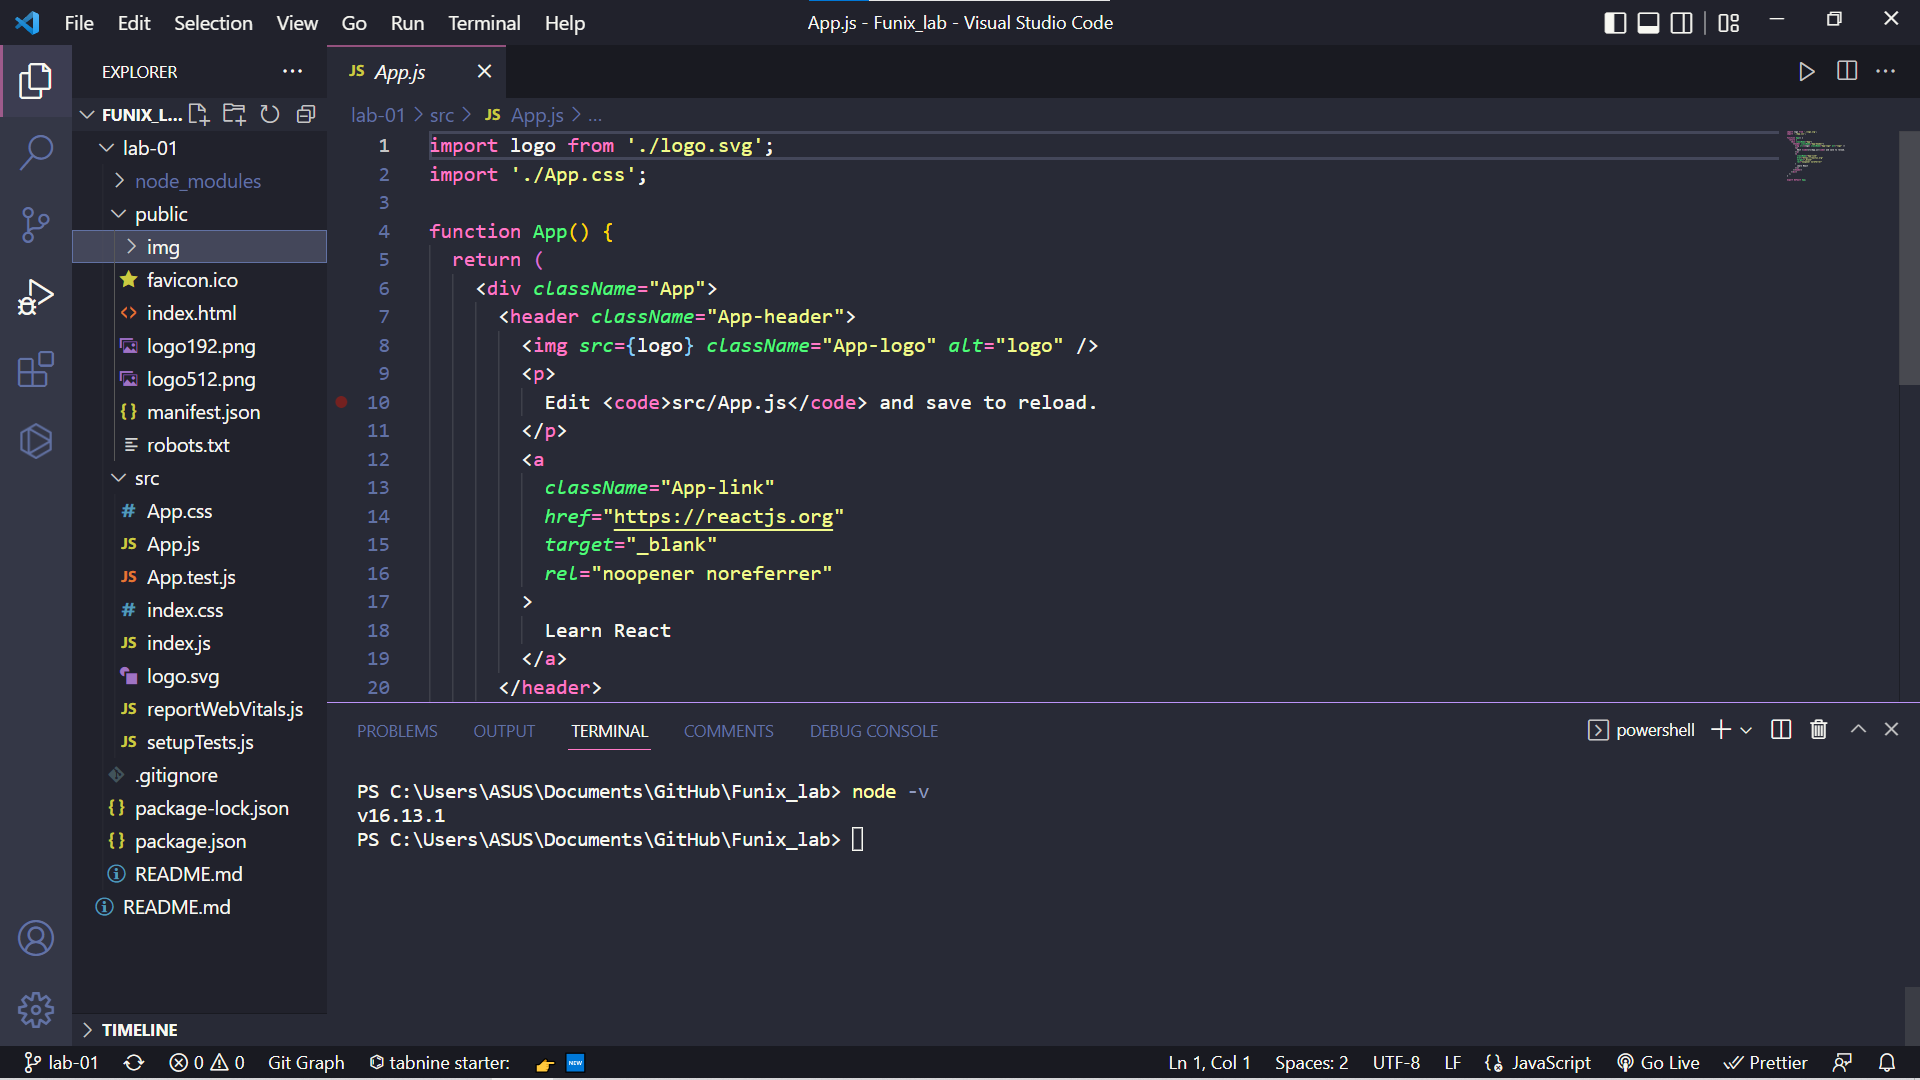 File Edit Selection View Go Run Terminal Help
App.js - Funix_lab - Visual Studio Code
EXPLORER
FUNIX_L...
lab-01
node_modules
public
img
favicon.ico
index.html
logo192.png
logo512.png
{} manifest.json
robots.txt
src
# App.css
JS App.js
JS App.test.js
# index.css
JS index.js
logo.svg
JS reportWebVitals.js
JS setupTests.js
.gitignore
{} package-lock.json
{} package.json
README.md
README.md
TIMELINE
JS App.js
lab-01 > src > JS App.js > ...
1 import logo from './logo.svg';
2 import './App.css';
3
4 function App() {
5 return (
6 <div className="App">
7 <header className="App-header">
8 <img src={logo} className="App-logo" alt="logo" />
9 <p>
10 Edit <code>src/App.js</code> and save to reload.
11 </p>
12 <a
13 className="App-link"
14 href="https://reactjs.org"
15 target="_blank"
16 rel="noopener noreferrer"
17 >
18 Learn React
19 </a>
20 </header>
PROBLEMS OUTPUT TERMINAL COMMENTS DEBUG CONSOLE
powershell
PS C:\Users\ASUS\Documents\GitHub\Funix_lab> node -v
v16.13.1
PS C:\Users\ASUS\Documents\GitHub\Funix_lab>
lab-01 0 0 Git Graph tabnine starter: NEW
Ln 1, Col 1 Spaces: 2 UTF-8 LF JavaScript Go Live Prettier